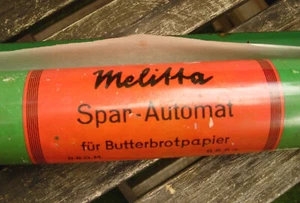 Melitta
Spar-Automat
für Butterbrotpapier
D.R.G.M.